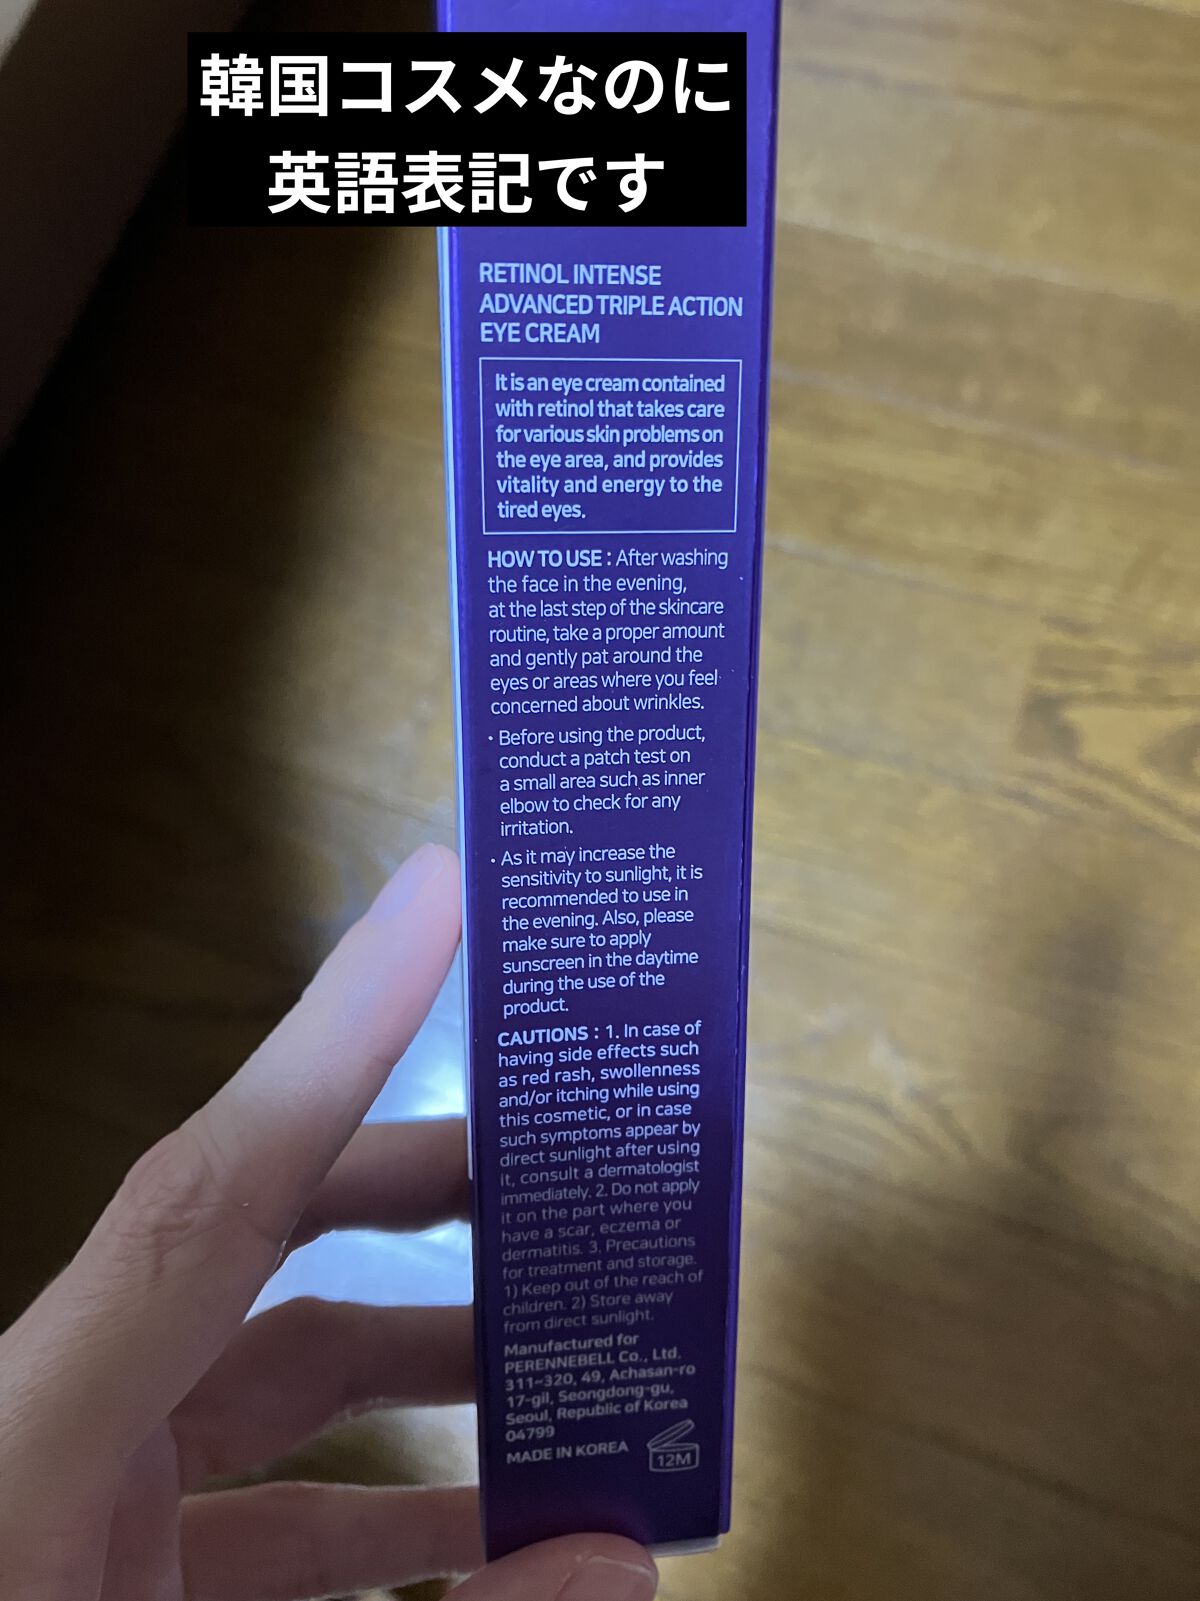 韓国コスメなのに
英語表記です
RETINOL INTENSE
ADVANCED TRIPLE ACTION
EYE CREAM
It is an eye cream contained
with retinol that takes care
for various skin problems on
the eye area, and provides
vitality and energy to the
tired eyes.
HOW TO USE : After washing
the face in the evening,
at the last step of the skincare
routine, take a proper amount
and gently pat around the
eyes or areas where you feel
concerned about wrinkles.
• Before using the product,
conduct a patch test on
a small area such as inner
elbow to check for any
irritation.
• As it may increase the
sensitivity to sunlight, it is
recommended to use in
the evening. Also, please
make sure to apply
sunscreen in the daytime
during the use of the
product.
CAUTIONS : 1. In case of
having side effects such
as red rash, swollenness
and/or itching while using
this cosmetic, or in case
such symptoms appear by
direct sunlight after using
it, consult a dermatologist
immediately. 2. Do not apply
it on the part where you
have a scar, eczema or
dermatitis. 3. Precautions
for treatment and storage.
1) Keep out of the reach of
children. 2) Store away
from direct sunlight.
Manufactured for
PERENNEBELL Co., Ltd.
311~320, 49, Achasan-ro
17-gil, Seongdong-gu,
Seoul, Republic of Korea
04799
MADE IN KOREA
12M